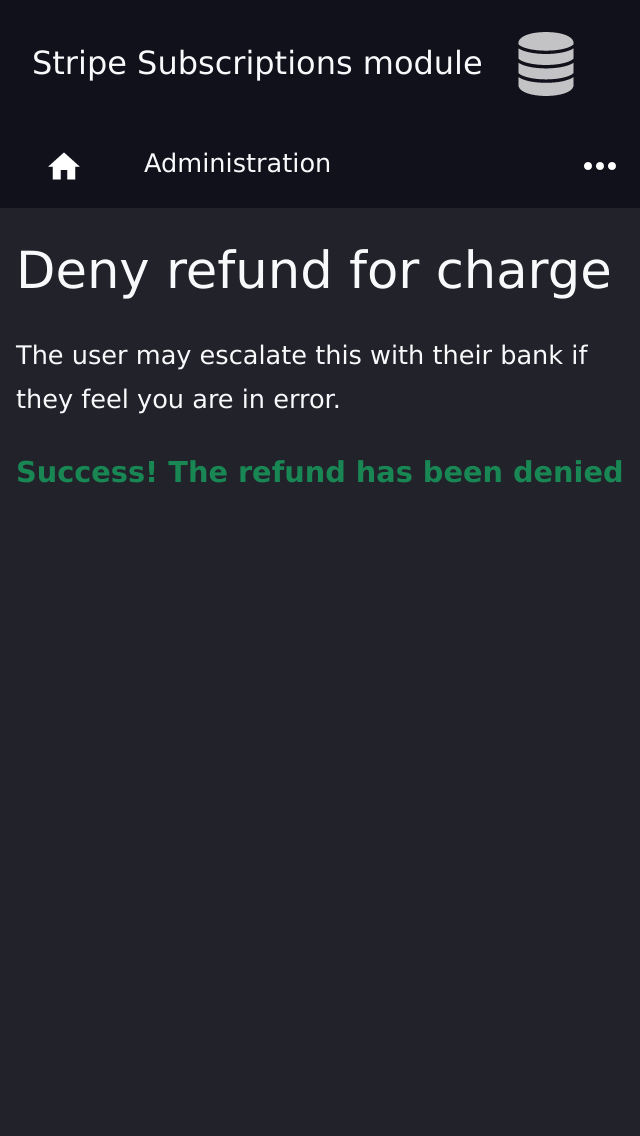 Stripe Subscriptions module
Administration
Deny refund for charge
The user may escalate this with their bank if
they feel you are in error.
Success! The refund has been denied